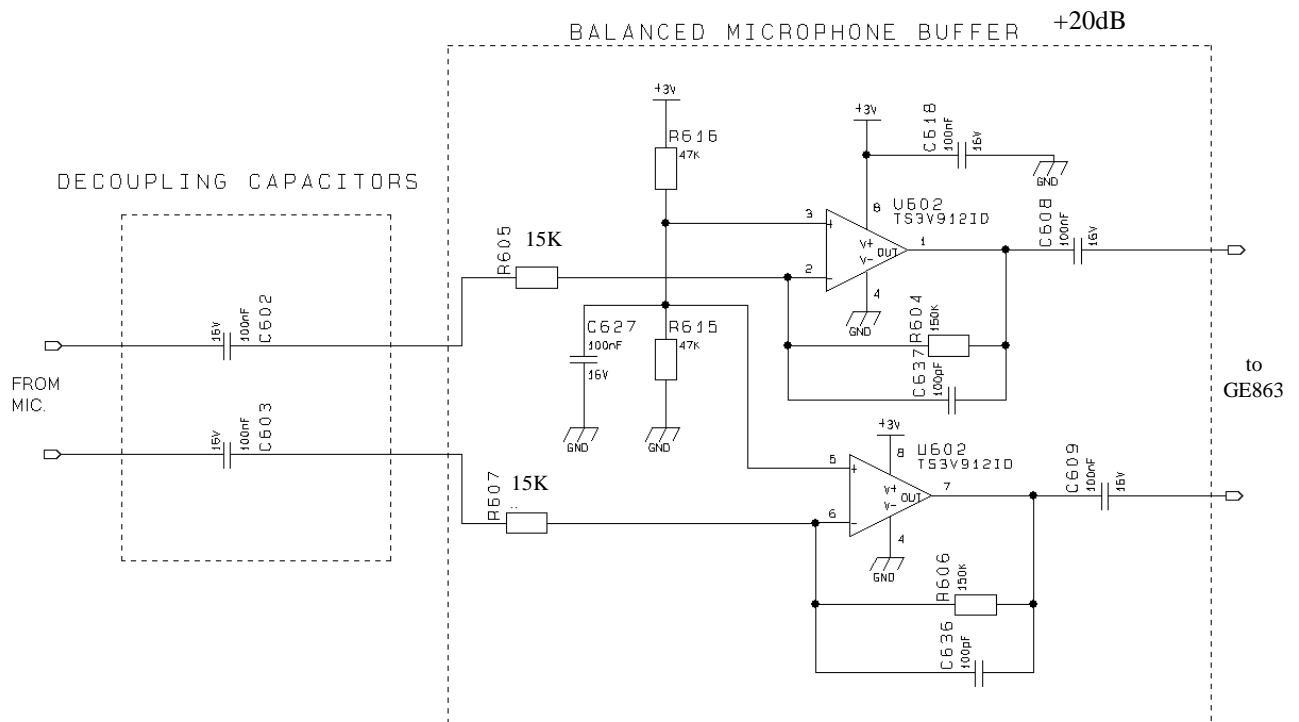 BALANCED MICROPHONE BUFFER +20dB
DECOUPLING CAPACITORS
+3V
R616
47K
+3V
C618
100nF
16V
GND
8
U602
TS3V912ID
3
+
V+
V-
OUT
1
2
-
4
GND
C608
100nF
16V
R605
15K
C602
16V
100nF
C627
100nF
16V
GND
R615
47K
GND
R604
150K
C637
100pF
FROM
MIC.
to
GE863
C603
16V
100nF
R607
15K
+3V
8
U602
TS3V912ID
5
+
V+
V-
OUT
7
6
-
4
GND
C609
100nF
16V
R606
150K
C636
100pF